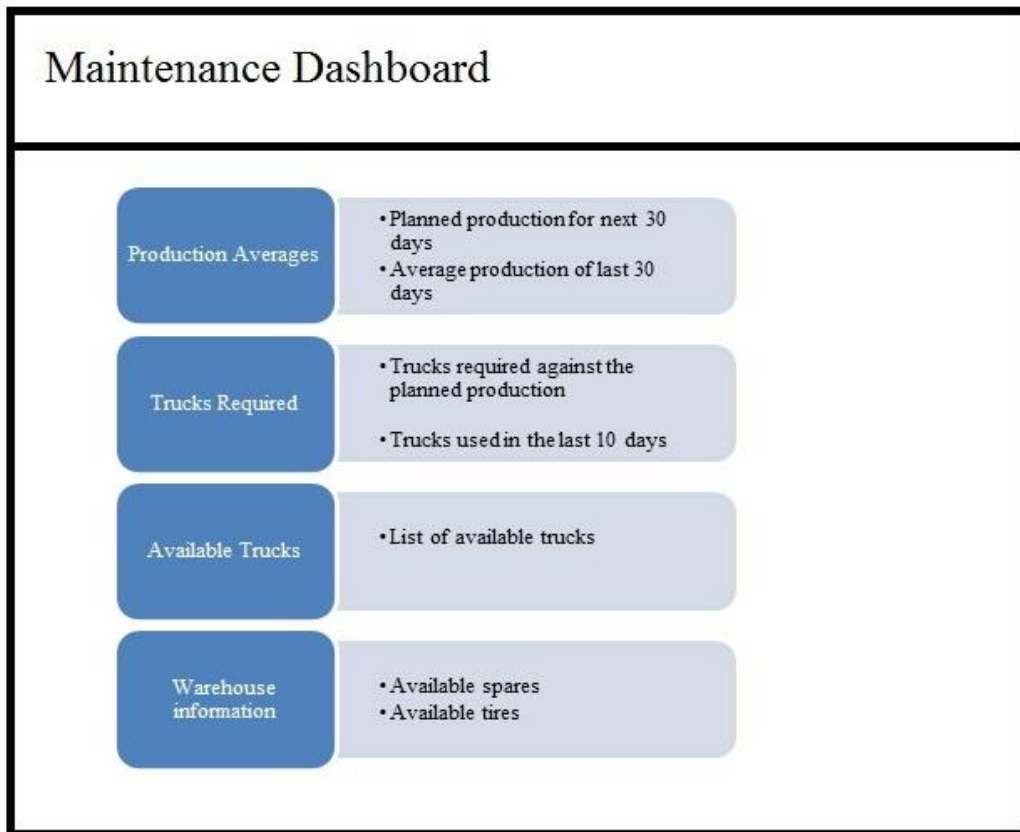 Maintenance Dashboard
Production Averages
•Planned production for next 30
days
•Average production of last 30
days
Trucks Required
•Trucks required against the
planned production
•Trucks used in the last 10 days
Available Trucks
•List of available trucks
Warehouse
information
•Available spares
•Available tires